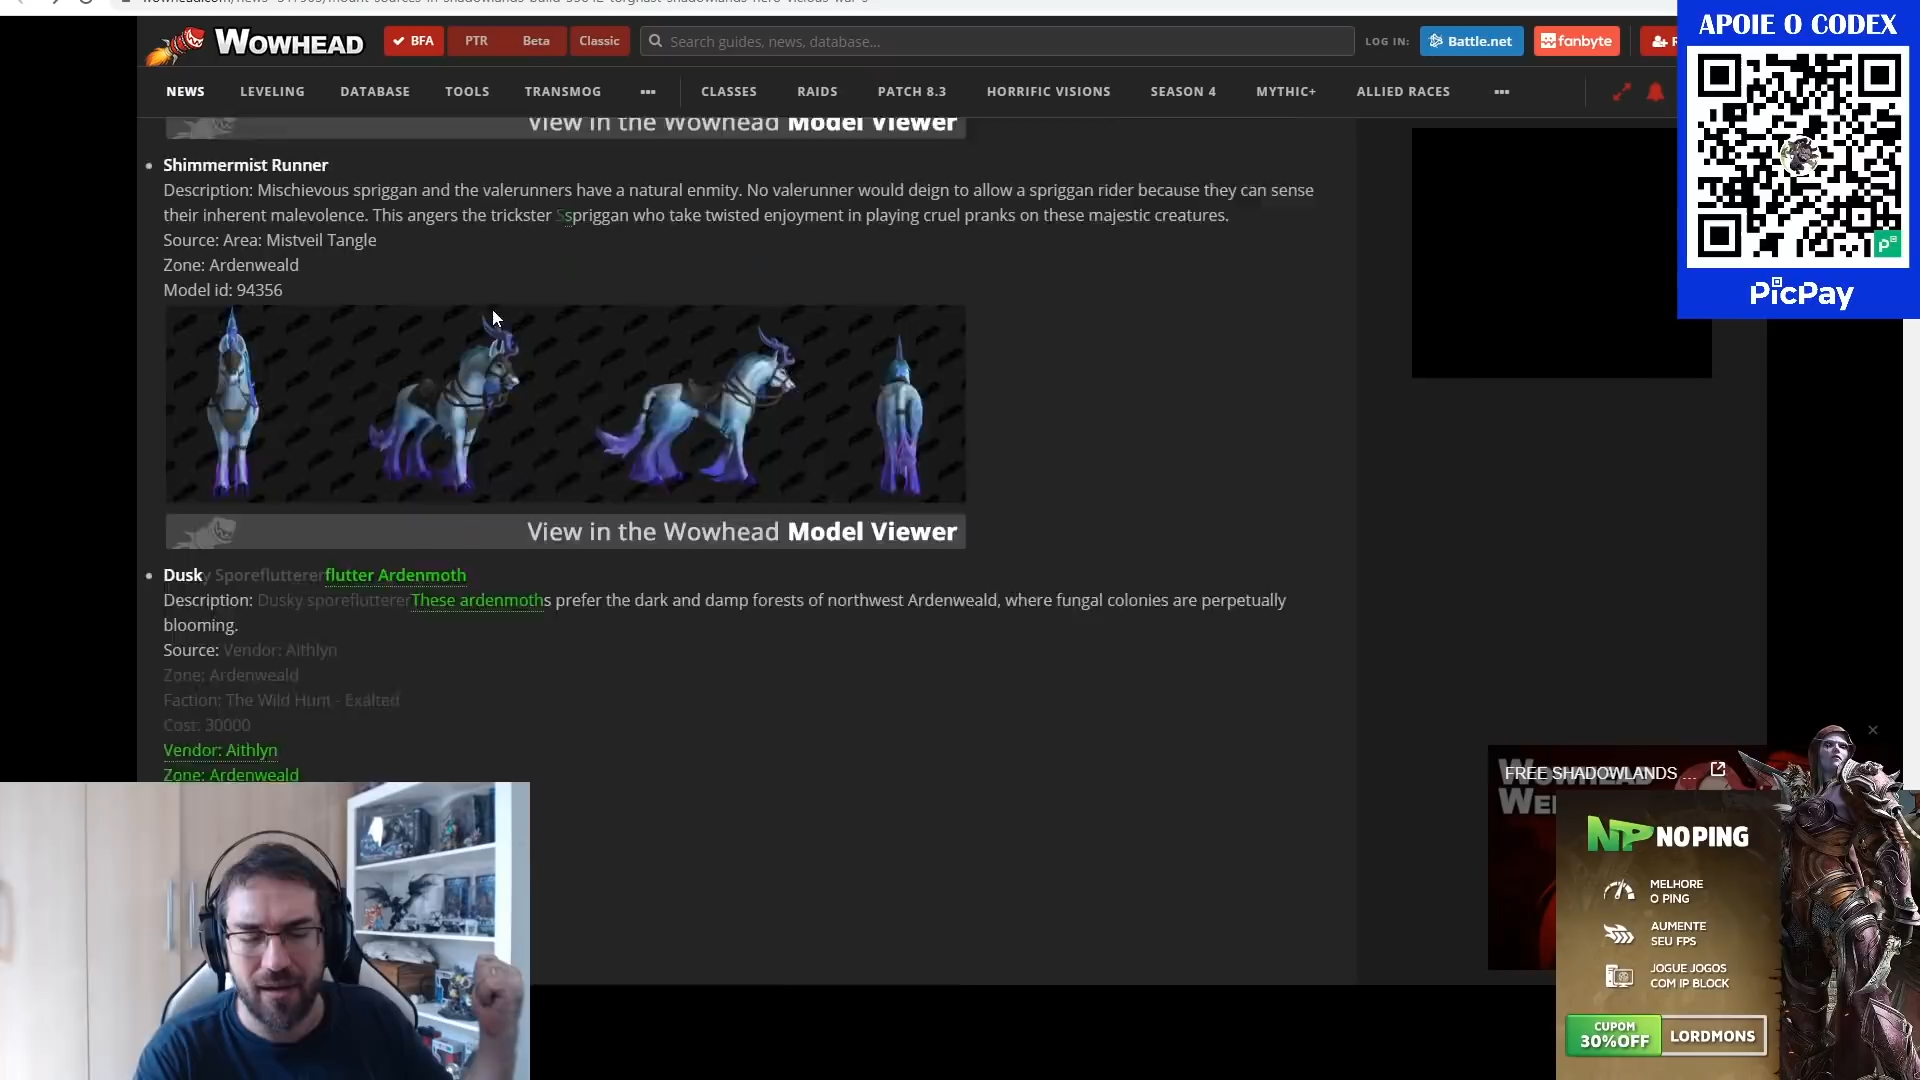 WOWHEAD
BFA
PTR
Beta
Classic
Search guides, news, database...
LOG IN:
Battle.net
fanbyte
NEWS
LEVELING
DATABASE
TOOLS
TRANSMOG
CLASSES
RAIDS
PATCH 8.3
HORRIFIC VISIONS
SEASON 4
MYTHIC+
ALLIED RACES
APOIE O CODEX
PicPay
View in the Wowhead Model Viewer
Shimmermist Runner
Description: Mischievous spriggan and the valerunners have a natural enmity. No valerunner would deign to allow a spriggan rider because they can sense
their inherent malevolence. This angers the trickster Sspriggan who take twisted enjoyment in playing cruel pranks on these majestic creatures.
Source: Area: Mistveil Tangle
Zone: Ardenweald
Model id: 94356
View in the Wowhead Model Viewer
Dusky Sporefluttererflutter Ardenmoth
Description: Dusky sporefluttererThese ardenmoths prefer the dark and damp forests of northwest Ardenweald, where fungal colonies are perpetually
blooming.
Source: Vendor: Aithlyn
Zone: Ardenweald
Faction: The Wild Hunt - Exalted
Cost: 30000
Vendor: Aithlyn
Zone: Ardenweald
FREE SHADOWLANDS ...
WOWHEAD
NP NOPING
MELHORE
O PING
AUMENTE
SEU FPS
JOGUE JOGOS
COM IP BLOCK
CUPOM
30%OFF
LORDMONS